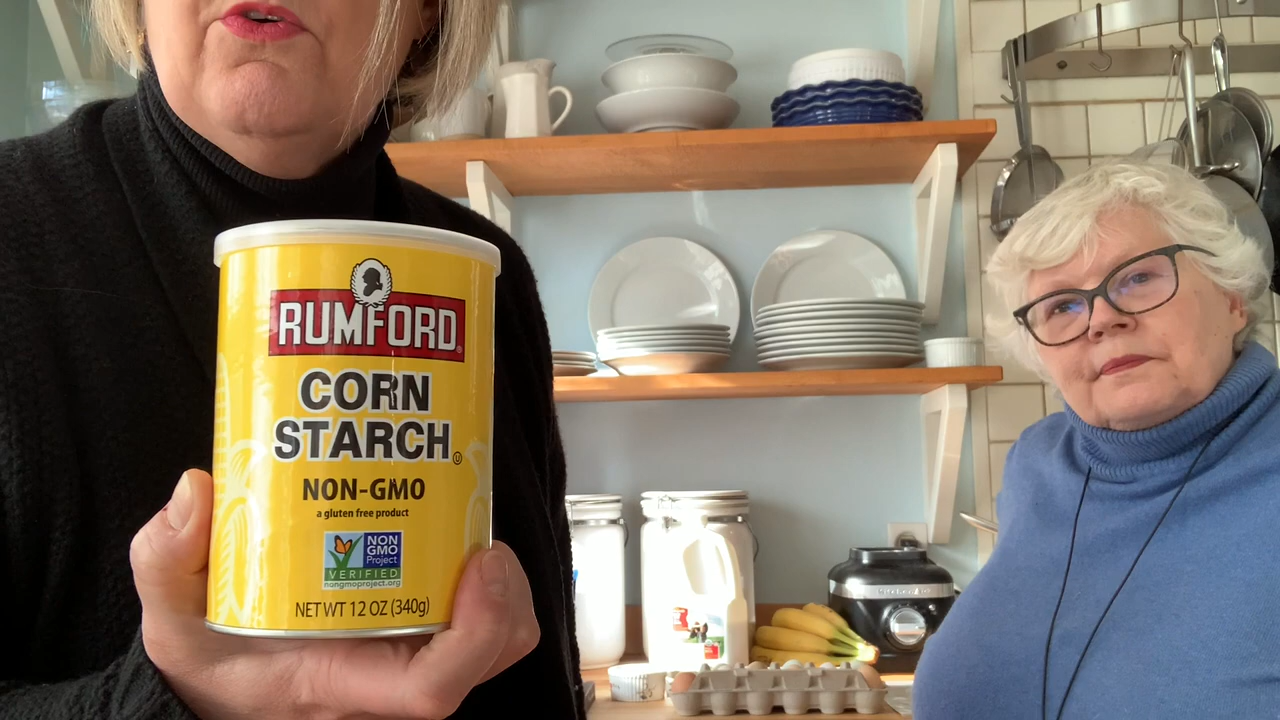 RUMFORD®
CORN
STARCH Ⓤ
NON-GMO
a gluten free product
NON
GMO
Project
VERIFIED
nongmoproject.org
NET WT 12 OZ (340g)